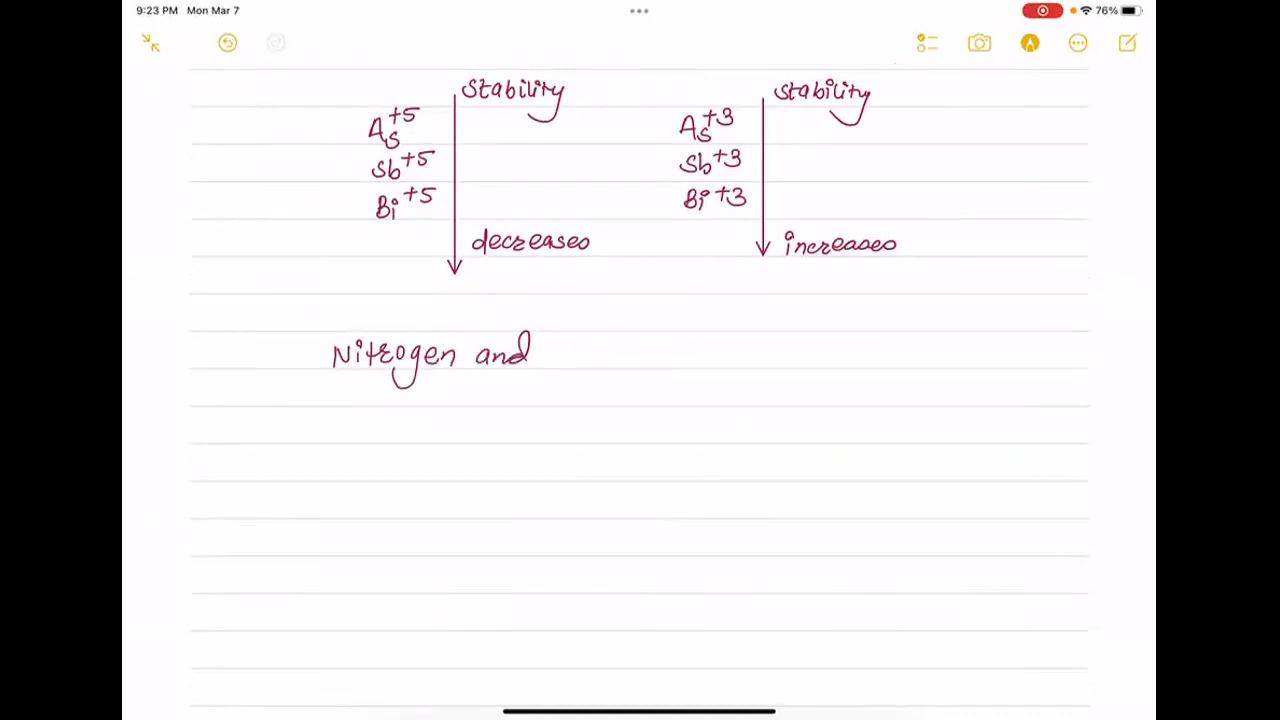 9:23 PM Mon Mar 7 76%
stability stability
As+5 As+3
Sb+5 Sb+3
Bi+5 Bi+3
decreases increases
Nitrogen and